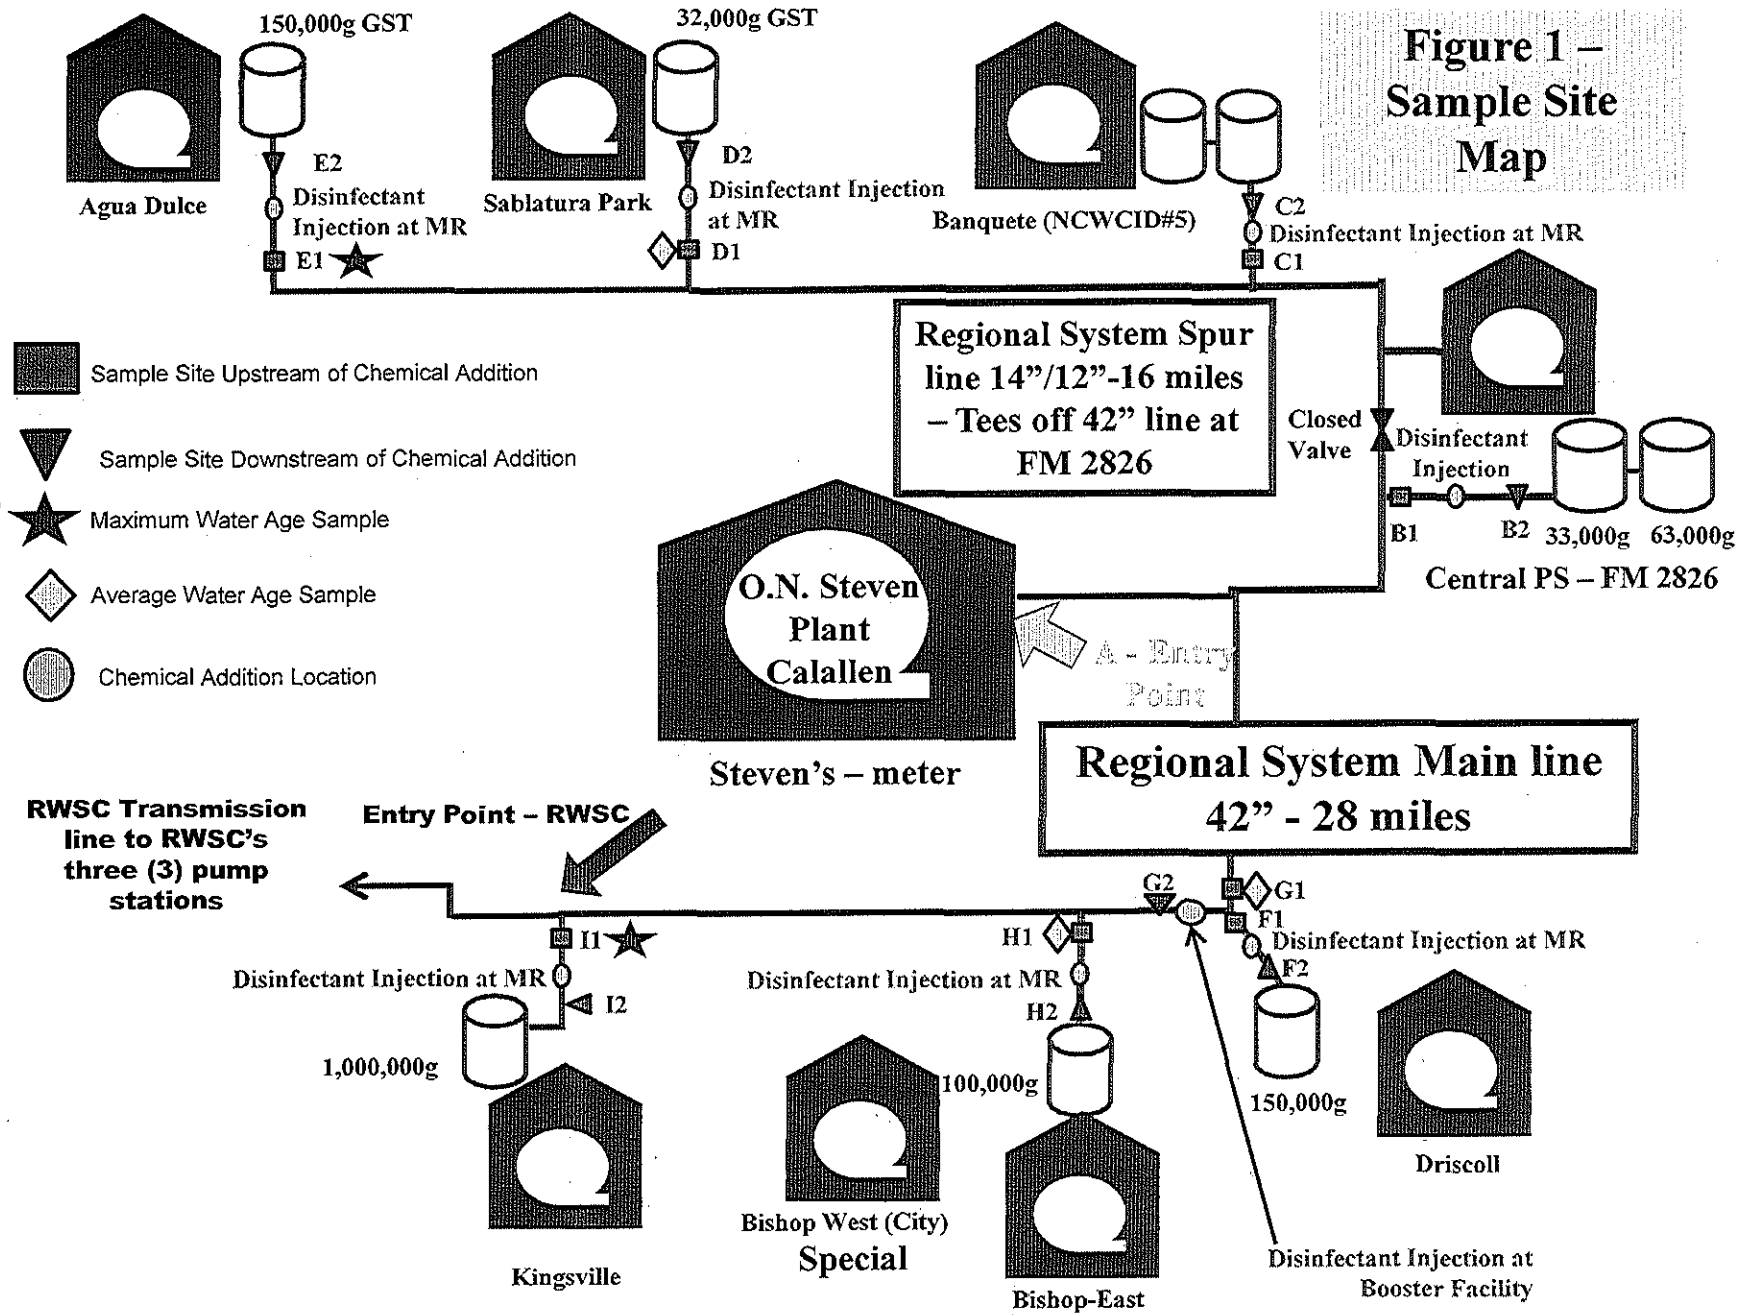 150,000g GST
32,000g GST
Figure 1 –
Sample Site
Map
E2
Disinfectant
Injection at MR
E1
Agua Dulce
D2
Disinfectant Injection
at MR
D1
Sablatura Park
Banquete (NCWCID#5)
C2
Disinfectant Injection at MR
C1
Regional System Spur
line 14”/12”-16 miles
– Tees off 42” line at
FM 2826
Sample Site Upstream of Chemical Addition
Sample Site Downstream of Chemical Addition
Maximum Water Age Sample
Average Water Age Sample
Chemical Addition Location
Closed
Valve
Disinfectant
Injection
B1
B2
33,000g
63,000g
Central PS – FM 2826
O.N. Steven
Plant
Calallen
A - Entry
Point
Steven’s – meter
Regional System Main line
42” - 28 miles
RWSC Transmission
line to RWSC’s
three (3) pump
stations
Entry Point – RWSC
G2
G1
F1
Disinfectant Injection at MR
F2
I1
H1
Disinfectant Injection at MR
I2
Disinfectant Injection at MR
H2
1,000,000g
100,000g
150,000g
Kingsville
Bishop West (City)
Special
Bishop-East
Driscoll
Disinfectant Injection at
Booster Facility